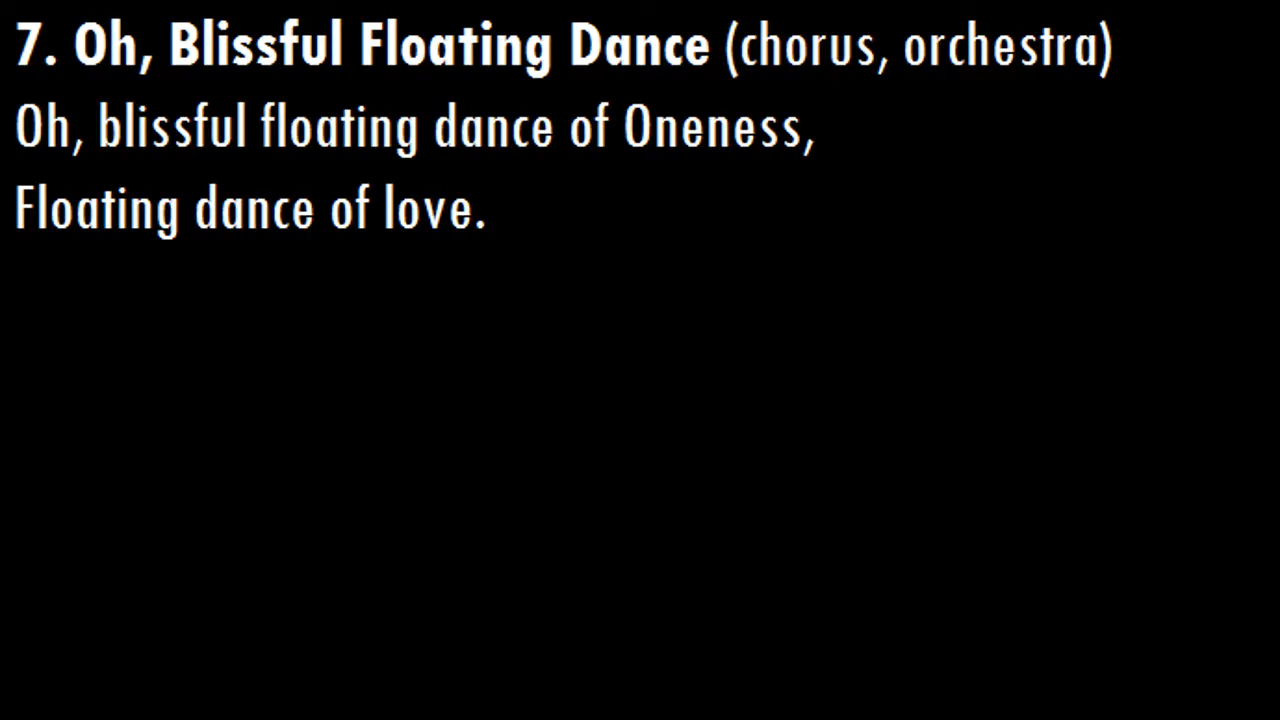 7. Oh, Blissful Floating Dance (chorus, orchestra)
Oh, blissful floating dance of Oneness,
Floating dance of love.